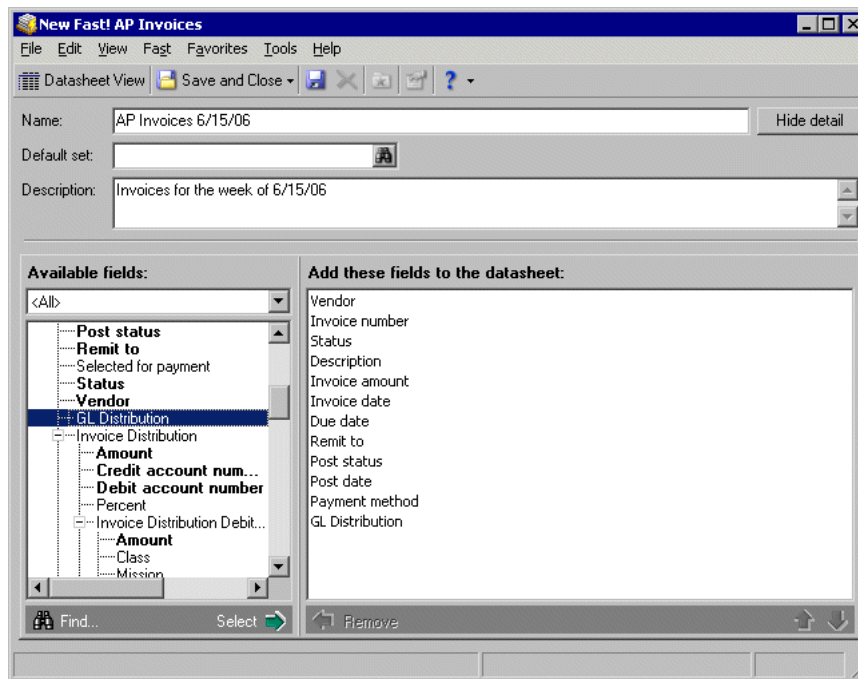 New Fast! AP Invoices
File Edit View Fast Favorites Tools Help
Datasheet View Save and Close ?
Name: AP Invoices 6/15/06 Hide detail
Default set:
Description: Invoices for the week of 6/15/06
Available fields:
<All>
Post status
Remit to
Selected for payment
Status
Vendor
GL Distribution
Invoice Distribution
Amount
Credit account num...
Debit account number
Percent
Invoice Distribution Debit...
Amount
Class
Mission
Find... Select
Add these fields to the datasheet:
Vendor
Invoice number
Status
Description
Invoice amount
Invoice date
Due date
Remit to
Post status
Post date
Payment method
GL Distribution
Remove